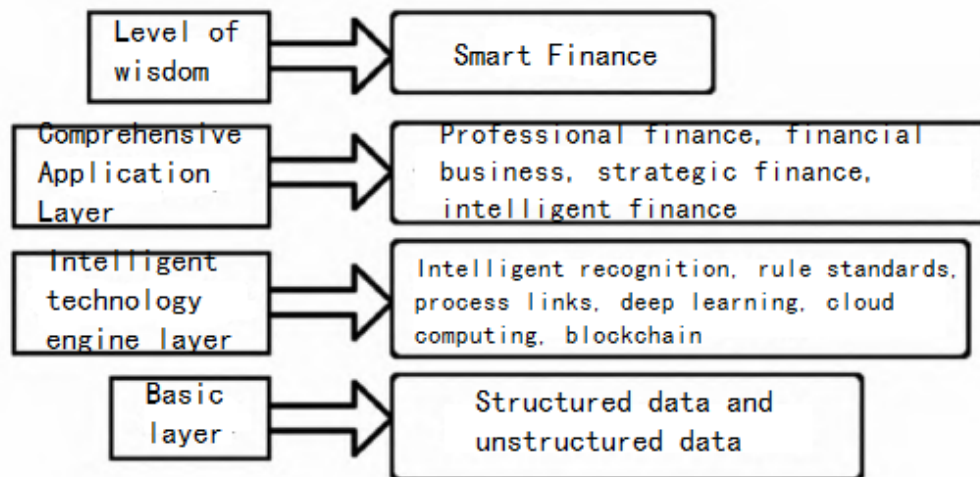 Level of
wisdom
Smart Finance
Comprehensive
Application
Layer
Professional finance, financial
business, strategic finance,
intelligent finance
Intelligent
technology
engine layer
Intelligent recognition, rule standards,
process links, deep learning, cloud
computing, blockchain
Basic
layer
Structured data and
unstructured data